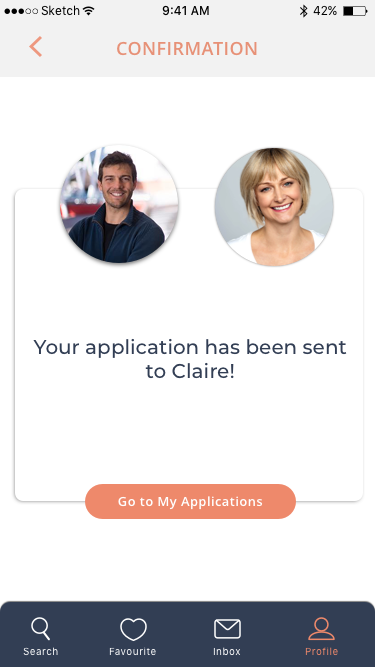 Sketch 9:41 AM 42%
CONFIRMATION
Your application has been sent
to Claire!
Go to My Applications
Search Favourite Inbox Profile